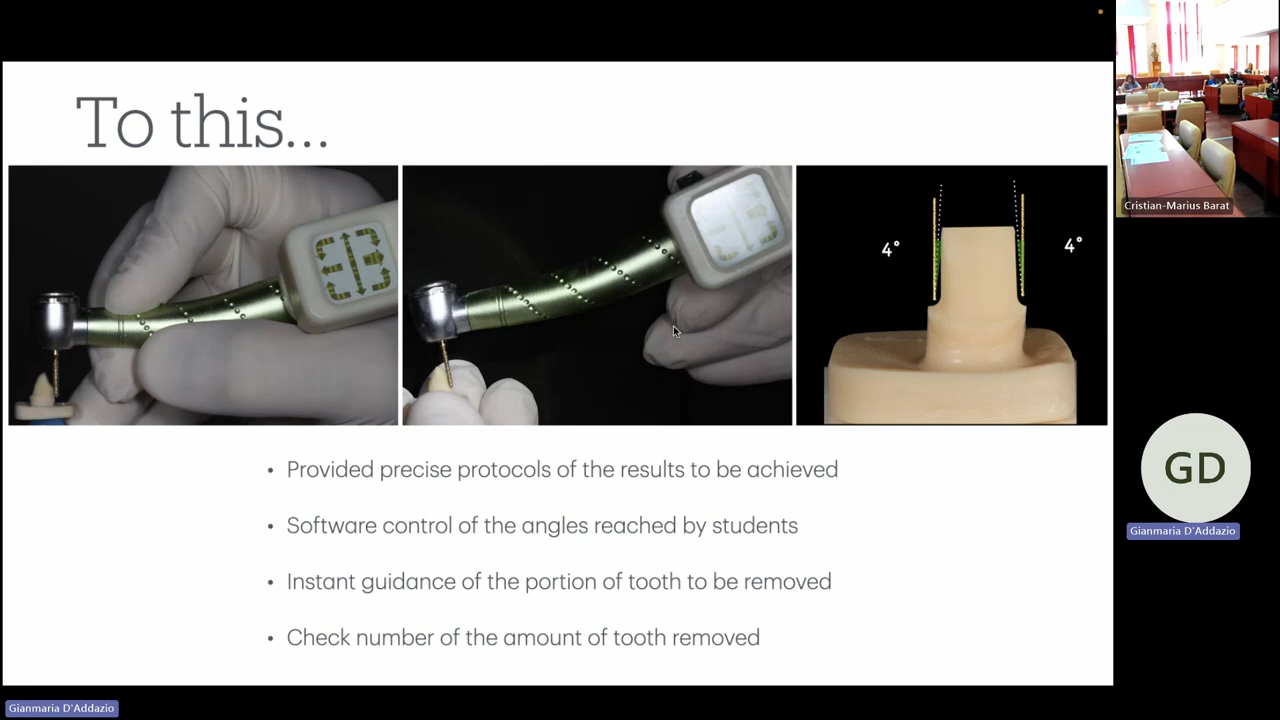 To this...
4°
4°
Provided precise protocols of the results to be achieved
Software control of the angles reached by students
Instant guidance of the portion of tooth to be removed
Check number of the amount of tooth removed
Cristian-Marius Barat
GD
Gianmaria D'Addazio
Gianmaria D'Addazio